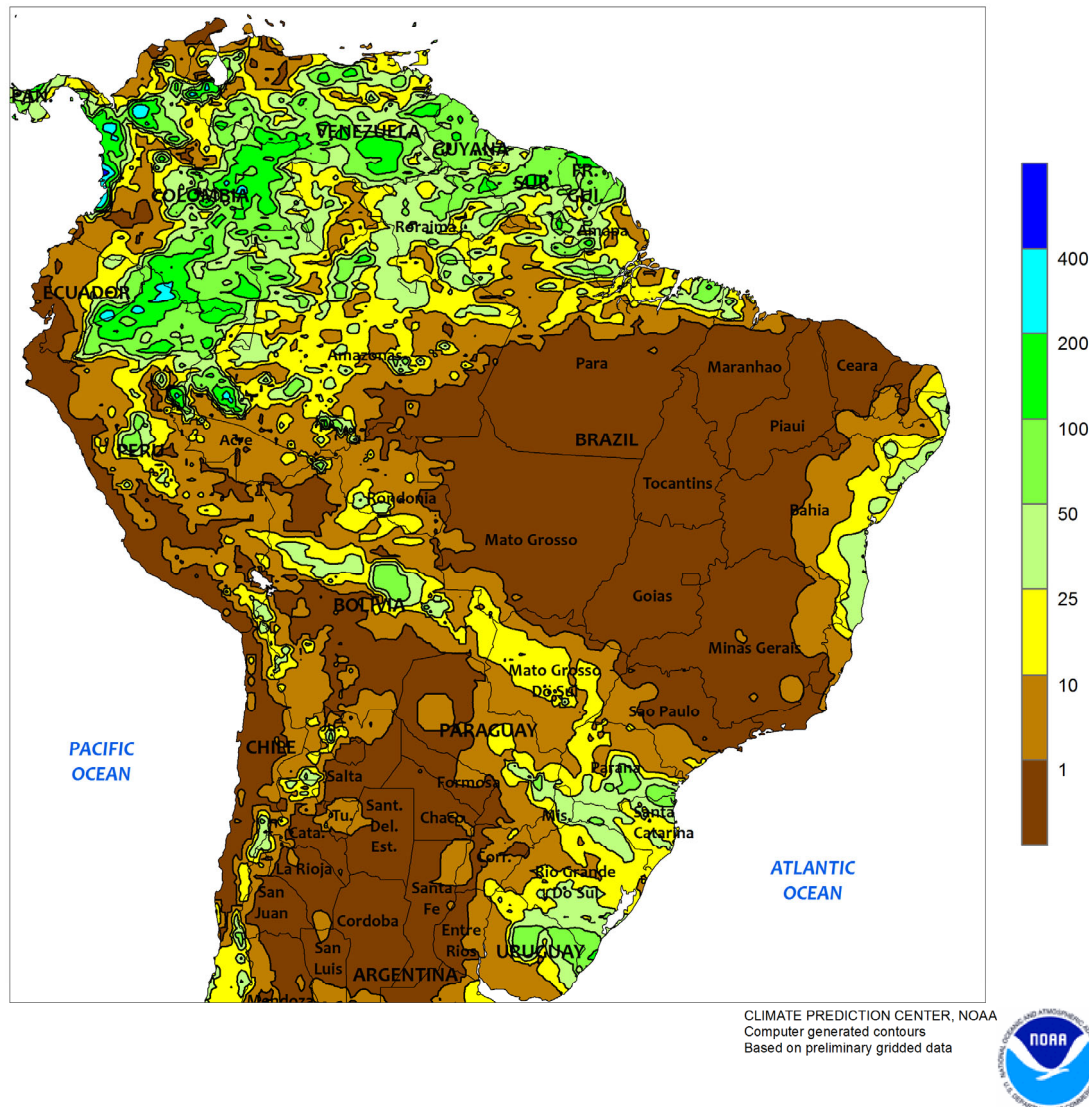 PAN.
VENEZUELA
GUYANA
FR.
SUR.
GUI.
COLOMBIA
Roraima
Amapa
ECUADOR
Amazonas
Para
Maranhao
Ceara
Piaui
BRAZIL
Acre
PERU
Tocantins
Rondonia
Bahia
Mato Grosso
Goias
BOLIVIA
Minas Gerais
Mato Grosso
Do Sul
Sao Paulo
PARAGUAY
PACIFIC
OCEAN
CHILE
Parana
Salta
Formosa
Sant.
Del.
Est.
Tu.
Chaco
Mis.
Santa
Catarina
Cata.
Corr.
La Rioja
Rio Grande
Do Sul
ATLANTIC
OCEAN
San
Juan
Santa
Fe
Cordoba
Entre
Rios
URUGUAY
San
Luis
ARGENTINA
Mendoza
400
200
100
50
25
10
1
CLIMATE PREDICTION CENTER, NOAA
Computer generated contours
Based on preliminary gridded data
NOAA